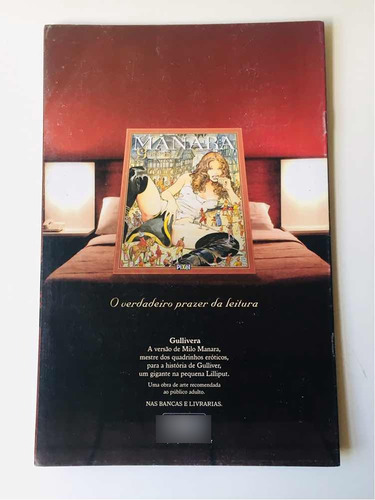 MANARA
PIXEL
O verdadeiro prazer da leitura
Gullivera
A versão de Milo Manara,
mestre dos quadrinhos eróticos,
para a história de Gulliver,
um gigante na pequena Lilliput.
Uma obra de arte recomendada
ao público adulto.
NAS BANCAS E LIVRARIAS.